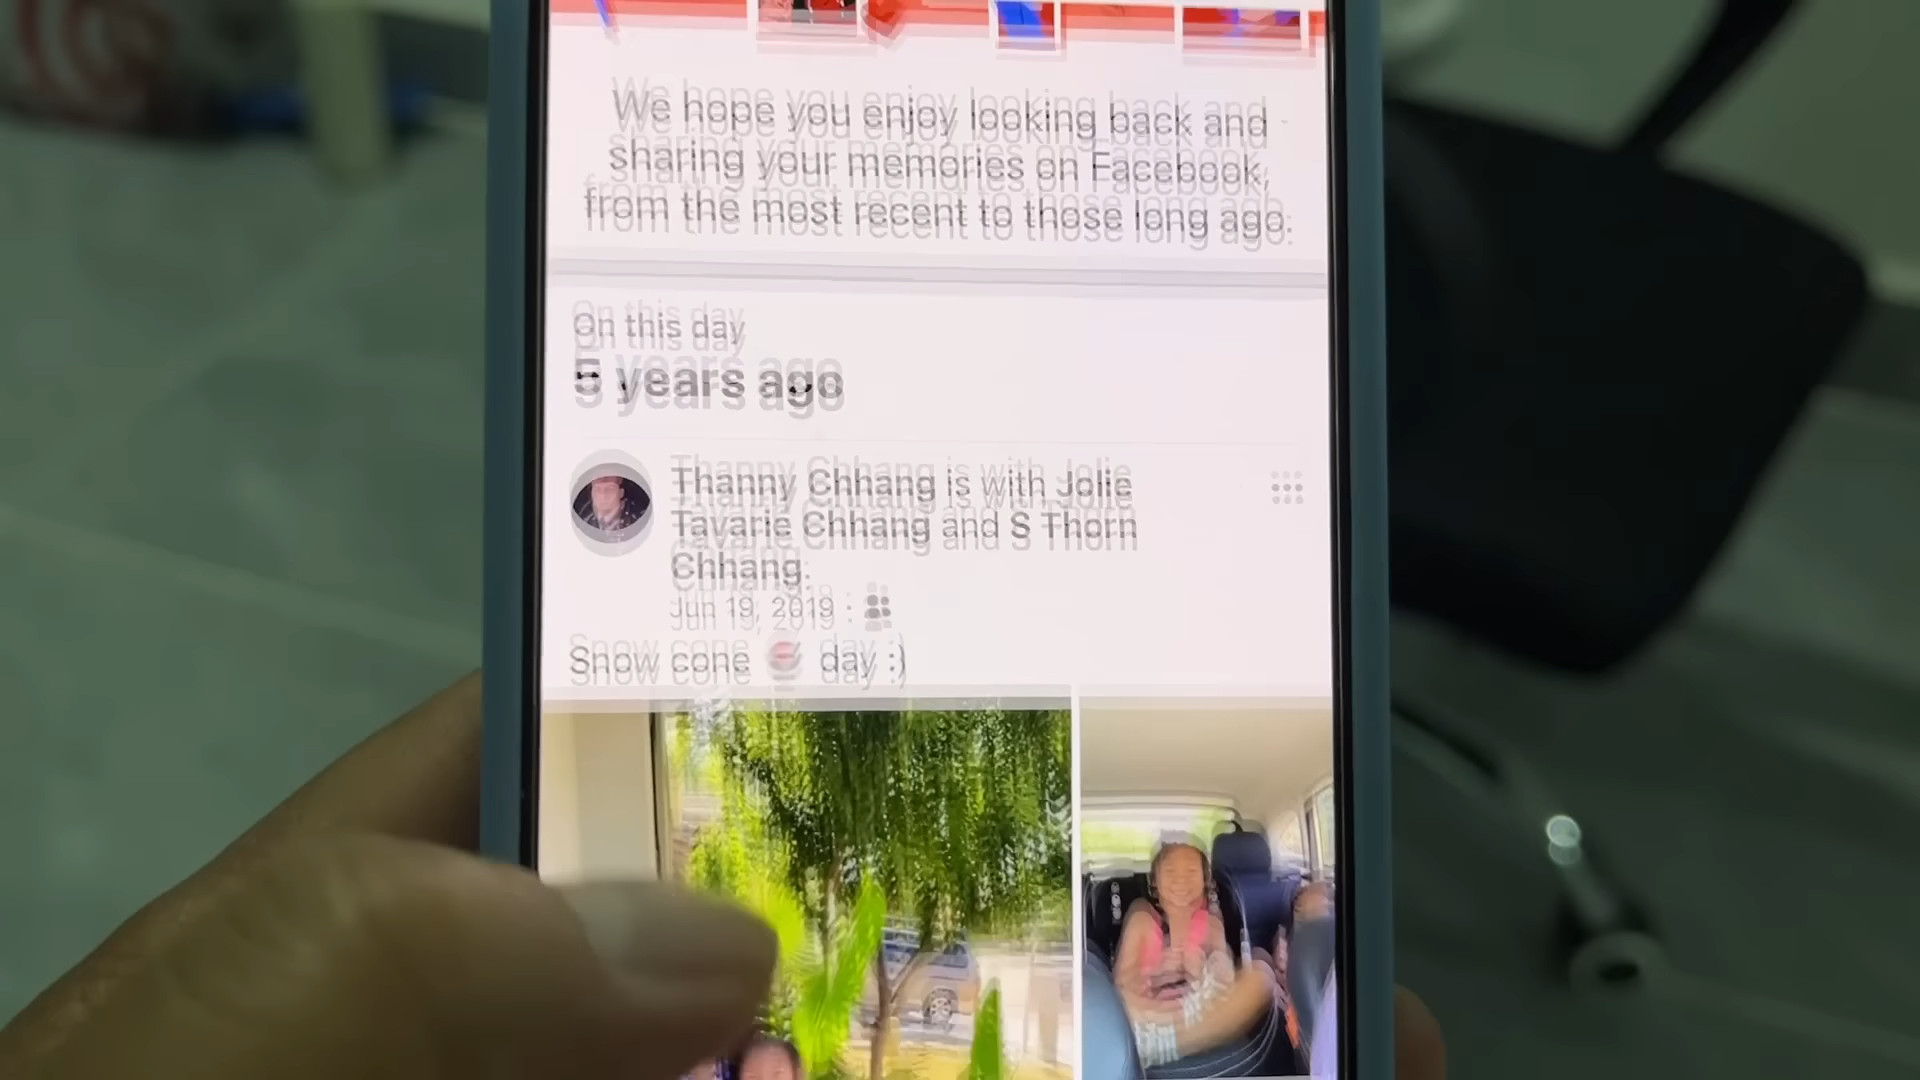 We hope you enjoy looking back and
sharing your memories on Facebook,
from the most recent to those long ago.
On this day
5 years ago
Thanny Chhang is with Jolie
Tavarie Chhang and S Thorn
Chhang.
Jun 19, 2019 ·
Snow cone 🍧 day :)